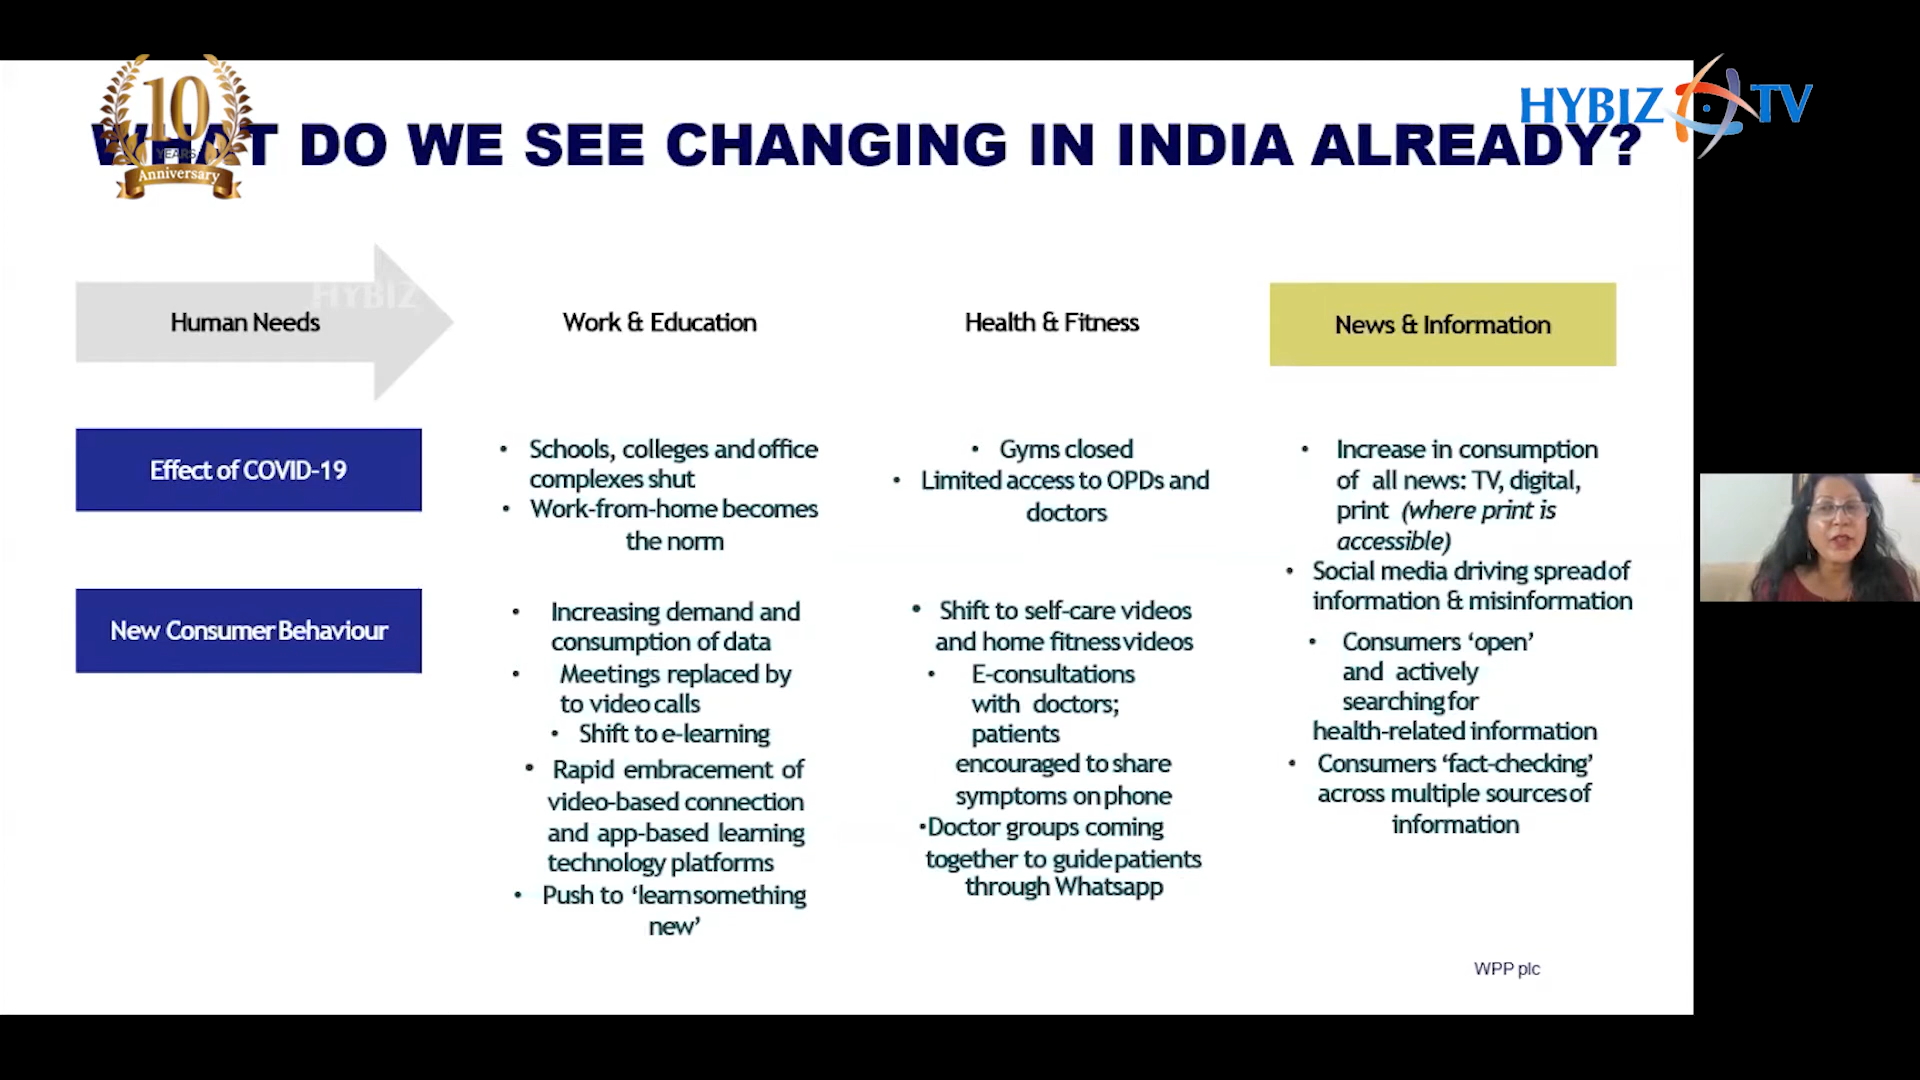 10
YEARS
Anniversary
HYBIZ TV
WHAT DO WE SEE CHANGING IN INDIA ALREADY?
HYBIZ
Human Needs
Work & Education
Health & Fitness
News & Information
Effect of COVID-19
• Schools, colleges and office
complexes shut
• Work-from-home becomes
the norm
• Gyms closed
• Limited access to OPDs and
doctors
• Increase in consumption
of all news: TV, digital,
print (where print is
accessible)
• Social media driving spread of
information & misinformation
New Consumer Behaviour
• Increasing demand and
consumption of data
• Meetings replaced by
to video calls
• Shift to e-learning
• Rapid embracement of
video-based connection
and app-based learning
technology platforms
• Push to ‘learn something
new’
• Shift to self-care videos
and home fitness videos
• E-consultations
with doctors;
patients
encouraged to share
symptoms on phone
•Doctor groups coming
together to guide patients
through Whatsapp
• Consumers ‘open’
and actively
searching for
health-related information
• Consumers ‘fact-checking’
across multiple sources of
information
WPP plc